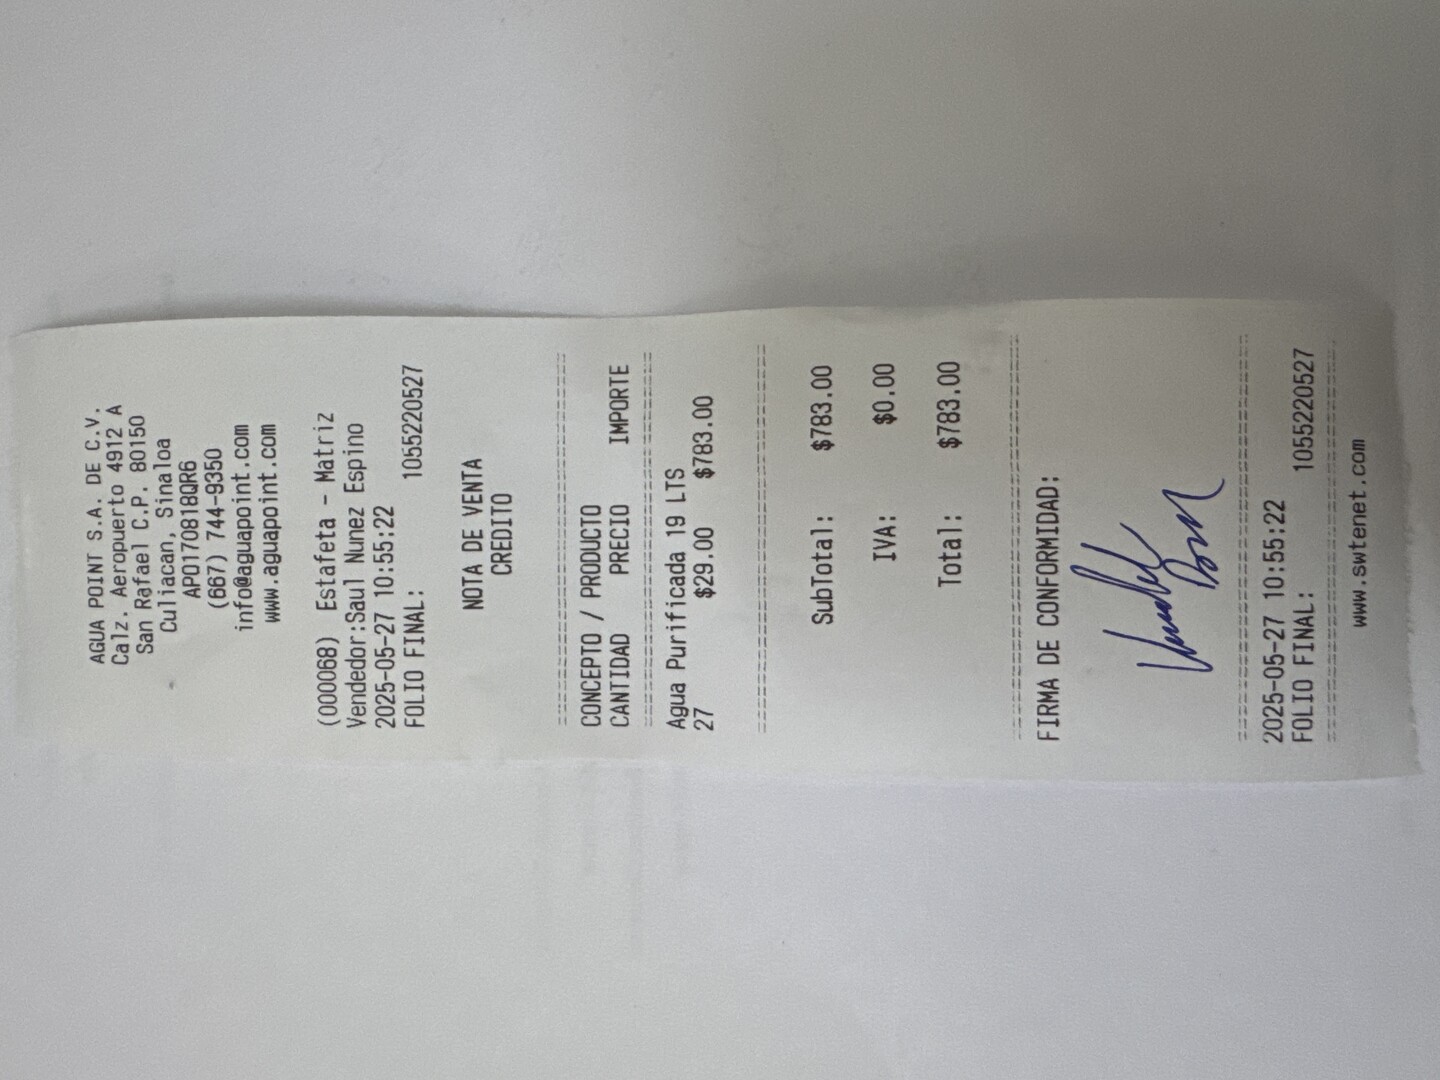 AGUA POINT S.A. DE C.V.
Calz. Aeropuerto 4912 A
San Rafael C.P. 80150
Culiacan, Sinaloa
APO170818QR6
(667) 744-9350
info@aguapoint.com
www.aguapoint.com
(000068) Estafeta - Matriz
Vendedor:Saul Nunez Espino
2025-05-27 10:55:22
FOLIO FINAL: 1055220527
NOTA DE VENTA
CREDITO
CONCEPTO / PRODUCTO
CANTIDAD PRECIO IMPORTE
Agua Purificada 19 LTS
27 $29.00 $783.00
SubTotal: $783.00
IVA: $0.00
Total: $783.00
FIRMA DE CONFORMIDAD:
2025-05-27 10:55:22
FOLIO FINAL: 1055220527
www.swtenet.com